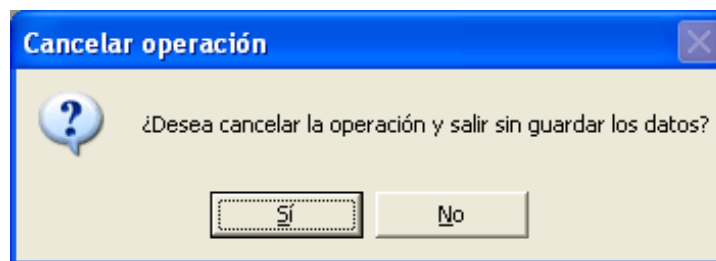 Cancelar operación
¿Desea cancelar la operación y salir sin guardar los datos?
Sí
No